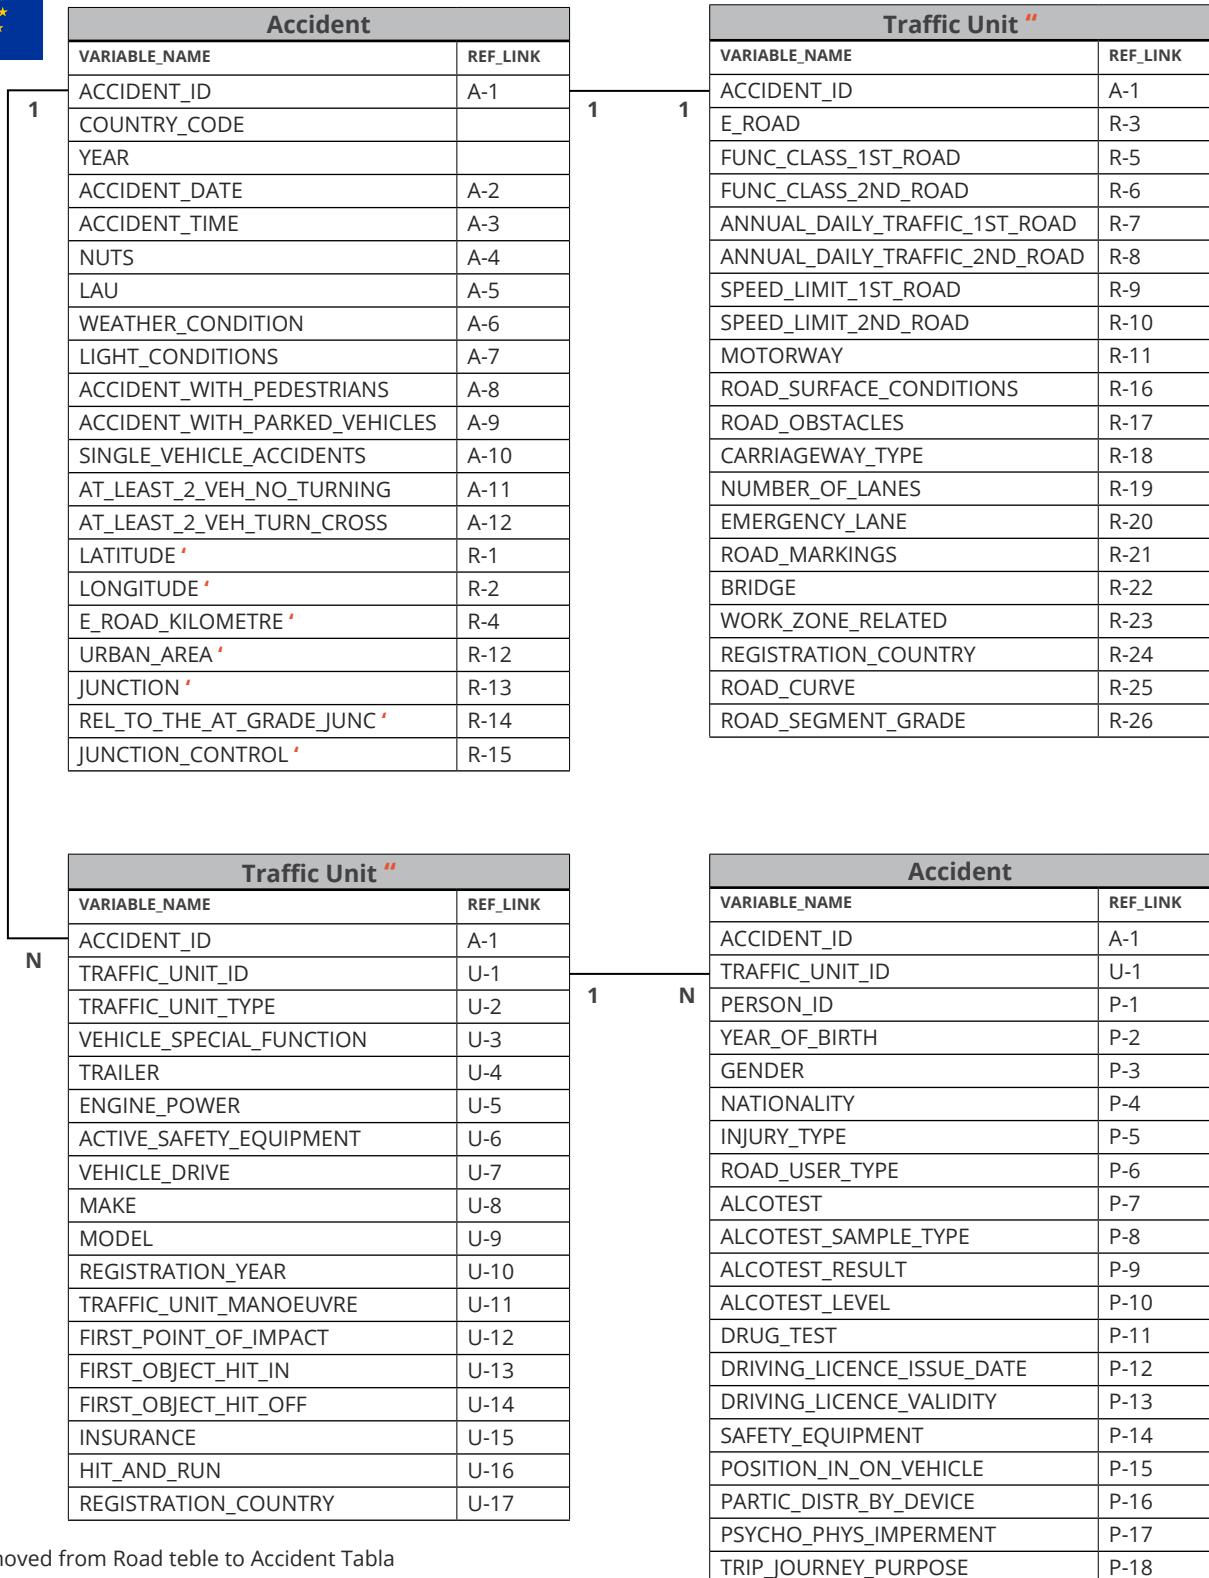 Accident
VARIABLE_NAME REF_LINK
ACCIDENT_ID A-1
COUNTRY_CODE
YEAR
ACCIDENT_DATE A-2
ACCIDENT_TIME A-3
NUTS A-4
LAU A-5
WEATHER_CONDITION A-6
LIGHT_CONDITIONS A-7
ACCIDENT_WITH_PEDESTRIANS A-8
ACCIDENT_WITH_PARKED_VEHICLES A-9
SINGLE_VEHICLE_ACCIDENTS A-10
AT_LEAST_2_VEH_NO_TURNING A-11
AT_LEAST_2_VEH_TURN_CROSS A-12
LATITUDE ‘ R-1
LONGITUDE ‘ R-2
E_ROAD_KILOMETRE ‘ R-4
URBAN_AREA ‘ R-12
JUNCTION ‘ R-13
REL_TO_THE_AT_GRADE_JUNC ‘ R-14
JUNCTION_CONTROL ‘ R-15
1
1 1
Traffic Unit “
VARIABLE_NAME REF_LINK
ACCIDENT_ID A-1
E_ROAD R-3
FUNC_CLASS_1ST_ROAD R-5
FUNC_CLASS_2ND_ROAD R-6
ANNUAL_DAILY_TRAFFIC_1ST_ROAD R-7
ANNUAL_DAILY_TRAFFIC_2ND_ROAD R-8
SPEED_LIMIT_1ST_ROAD R-9
SPEED_LIMIT_2ND_ROAD R-10
MOTORWAY R-11
ROAD_SURFACE_CONDITIONS R-16
ROAD_OBSTACLES R-17
CARRIAGEWAY_TYPE R-18
NUMBER_OF_LANES R-19
EMERGENCY_LANE R-20
ROAD_MARKINGS R-21
BRIDGE R-22
WORK_ZONE_RELATED R-23
REGISTRATION_COUNTRY R-24
ROAD_CURVE R-25
ROAD_SEGMENT_GRADE R-26
Traffic Unit “
VARIABLE_NAME REF_LINK
ACCIDENT_ID A-1
TRAFFIC_UNIT_ID U-1
TRAFFIC_UNIT_TYPE U-2
VEHICLE_SPECIAL_FUNCTION U-3
TRAILER U-4
ENGINE_POWER U-5
ACTIVE_SAFETY_EQUIPMENT U-6
VEHICLE_DRIVE U-7
MAKE U-8
MODEL U-9
REGISTRATION_YEAR U-10
TRAFFIC_UNIT_MANOEUVRE U-11
FIRST_POINT_OF_IMPACT U-12
FIRST_OBJECT_HIT_IN U-13
FIRST_OBJECT_HIT_OFF U-14
INSURANCE U-15
HIT_AND_RUN U-16
REGISTRATION_COUNTRY U-17
N
1 N
Accident
VARIABLE_NAME REF_LINK
ACCIDENT_ID A-1
TRAFFIC_UNIT_ID U-1
PERSON_ID P-1
YEAR_OF_BIRTH P-2
GENDER P-3
NATIONALITY P-4
INJURY_TYPE P-5
ROAD_USER_TYPE P-6
ALCOTEST P-7
ALCOTEST_SAMPLE_TYPE P-8
ALCOTEST_RESULT P-9
ALCOTEST_LEVEL P-10
DRUG_TEST P-11
DRIVING_LICENCE_ISSUE_DATE P-12
DRIVING_LICENCE_VALIDITY P-13
SAFETY_EQUIPMENT P-14
POSITION_IN_ON_VEHICLE P-15
PARTIC_DISTR_BY_DEVICE P-16
PSYCHO_PHYS_IMPERMENT P-17
TRIP_JOURNEY_PURPOSE P-18
noved from Road teble to Accident Tabla